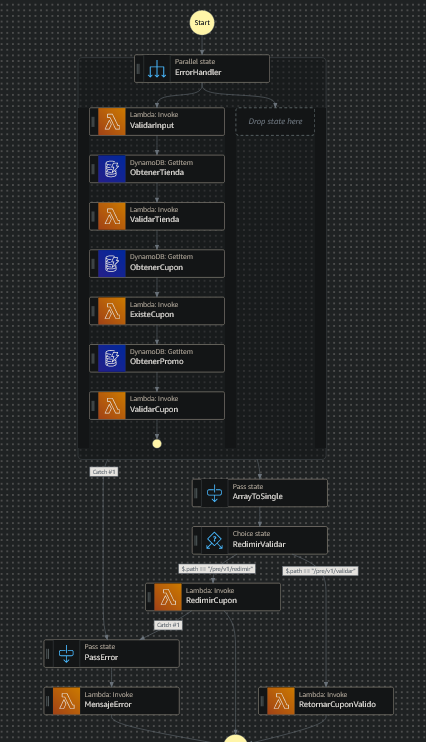 Start
Parallel state
ErrorHandler
Lambda: Invoke
ValidarInput
Drop state here
DynamoDB: GetItem
ObtenerTienda
Lambda: Invoke
ValidarTienda
DynamoDB: GetItem
ObtenerCupon
Lambda: Invoke
ExisteCupon
DynamoDB: GetItem
ObtenerPromo
Lambda: Invoke
ValidarCupon
Catch #1
Pass state
ArrayToSingle
Choice state
RedimirValidar
$.path == "/pro/v1/redimir"
$.path == "/pro/v1/validar"
Lambda: Invoke
RedimirCupon
Catch #1
Pass state
PassError
Lambda: Invoke
MensajeError
Lambda: Invoke
RetornarCuponValido